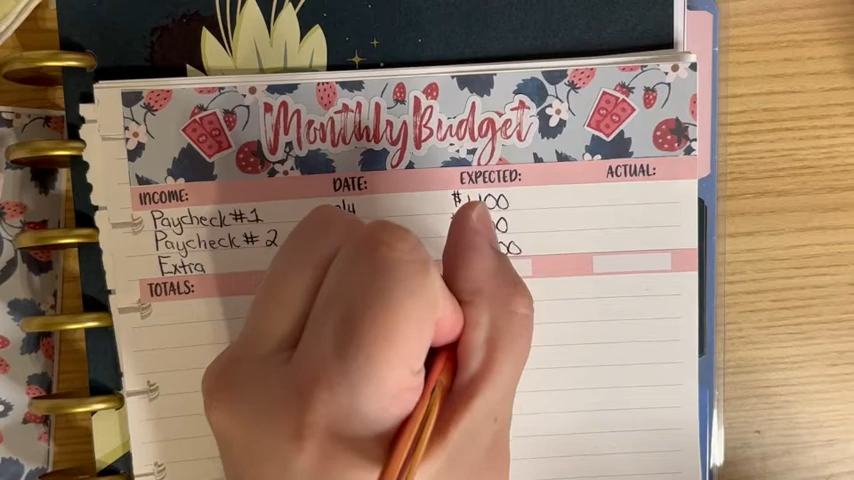 Monthly Budget
INCOME: DATE: EXPECTED: ACTUAL:
Paycheck #1
Paycheck #2
Extra
TOTALS: